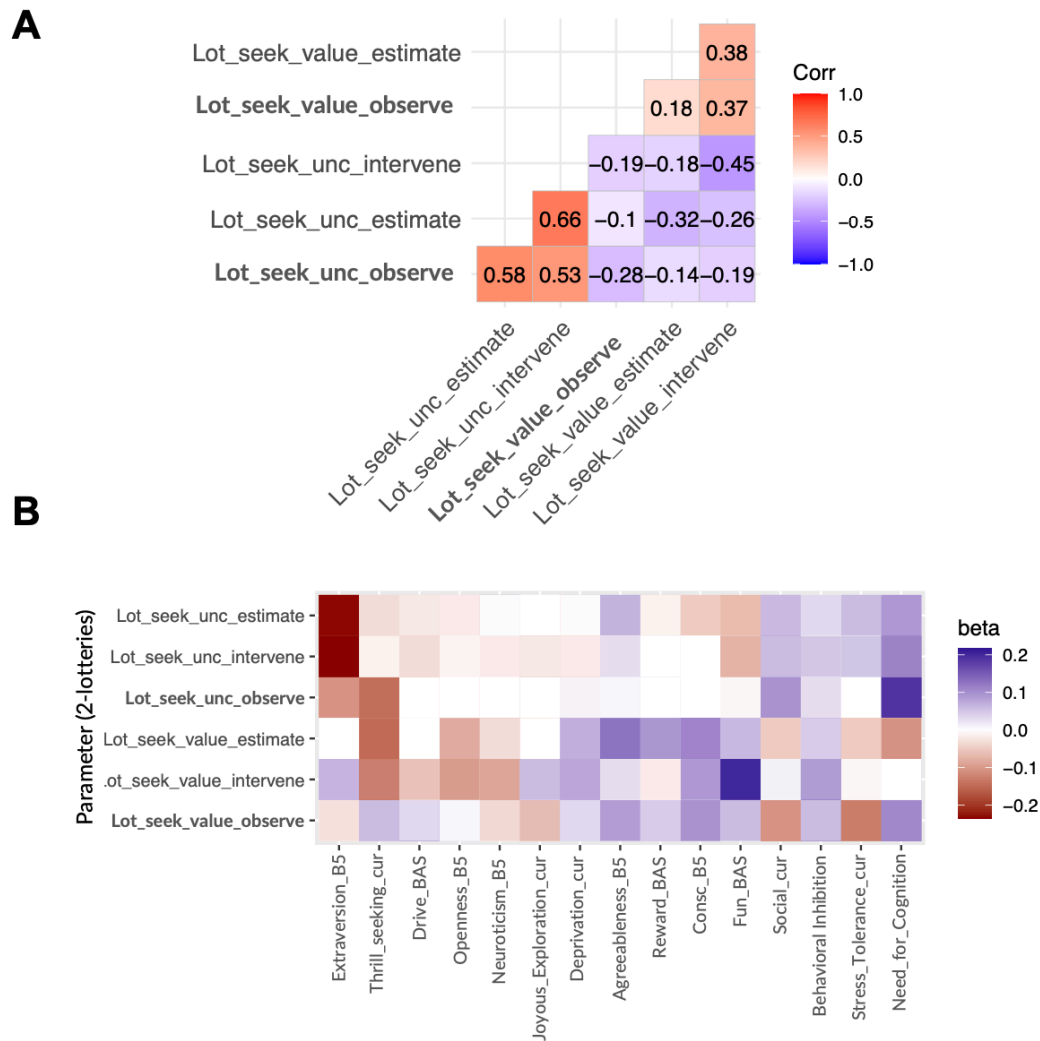 A
Lot_seek_value_estimate
Lot_seek_value_observe
Lot_seek_unc_intervene
Lot_seek_unc_estimate
Lot_seek_unc_observe
0.38
0.18 0.37
−0.19 −0.18 −0.45
0.66 −0.1 −0.32 −0.26
0.58 0.53 −0.28 −0.14 −0.19
Lot_seek_unc_estimate
Lot_seek_unc_intervene
Lot_seek_value_observe
Lot_seek_value_estimate
Lot_seek_value_intervene
Corr
1.0
0.5
0.0
−0.5
−1.0
B
Parameter (2-lotteries)
Lot_seek_unc_estimate
Lot_seek_unc_intervene
Lot_seek_unc_observe
Lot_seek_value_estimate
.ot_seek_value_intervene
Lot_seek_value_observe
Extraversion_B5
Thrill_seeking_cur
Drive_BAS
Openness_B5
Neuroticism_B5
Joyous_Exploration_cur
Deprivation_cur
Agreeableness_B5
Reward_BAS
Consc_B5
Fun_BAS
Social_cur
Behavioral Inhibition
Stress_Tolerance_cur
Need_for_Cognition
beta
0.2
0.1
0.0
−0.1
−0.2